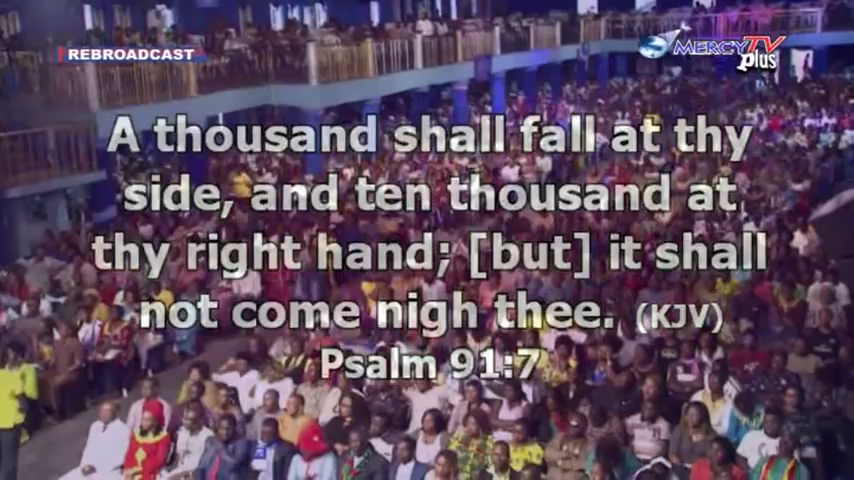 REBROADCAST
MERCY TV
plus
A thousand shall fall at thy
side, and ten thousand at
thy right hand; [but] it shall
not come nigh thee. (KJV)
Psalm 91:7